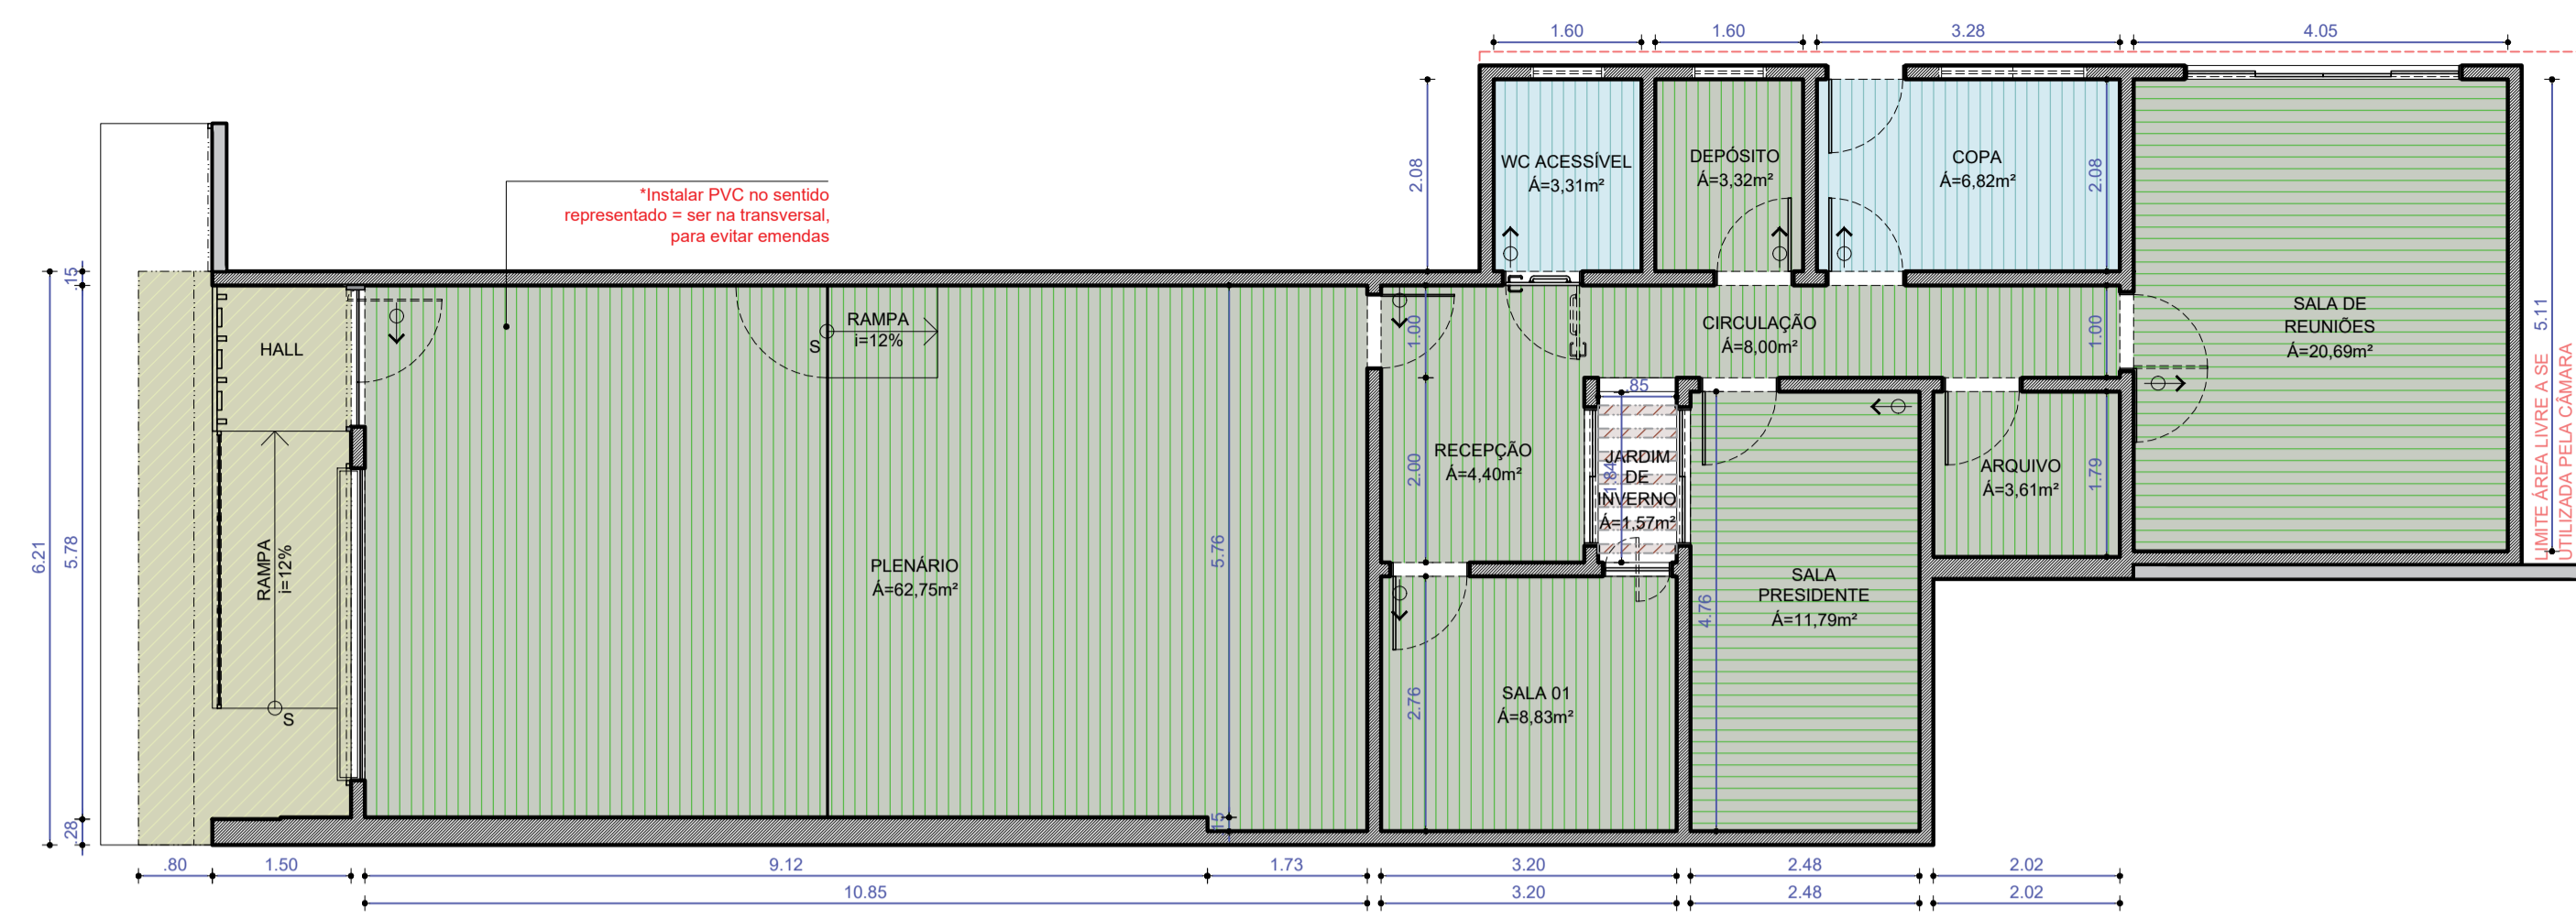 1.60
1.60
3.28
4.05
WC ACESSÍVEL
Á=3,31m²
DEPÓSITO
Á=3,32m²
COPA
Á=6,82m²
2.08
2.08
*Instalar PVC no sentido
representado = ser na transversal,
para evitar emendas
.15
HALL
RAMPA
i=12%
S
1.00
CIRCULAÇÃO
Á=8,00m²
1.00
SALA DE
REUNIÕES
Á=20,69m²
5.11
LIMITE ÁREA LIVRE A SE
UTILIZADA PELA CÂMARA
.85
RECEPÇÃO
Á=4,40m²
2.00
JARDIM
DE
INVERNO
Á=1,57m²
1.84
ARQUIVO
Á=3,61m²
1.79
6.21
5.78
RAMPA
i=12%
S
PLENÁRIO
Á=62,75m²
5.76
SALA
PRESIDENTE
Á=11,79m²
4.76
SALA 01
Á=8,83m²
2.76
.28
.15
.80
1.50
9.12
1.73
3.20
2.48
2.02
10.85
3.20
2.48
2.02